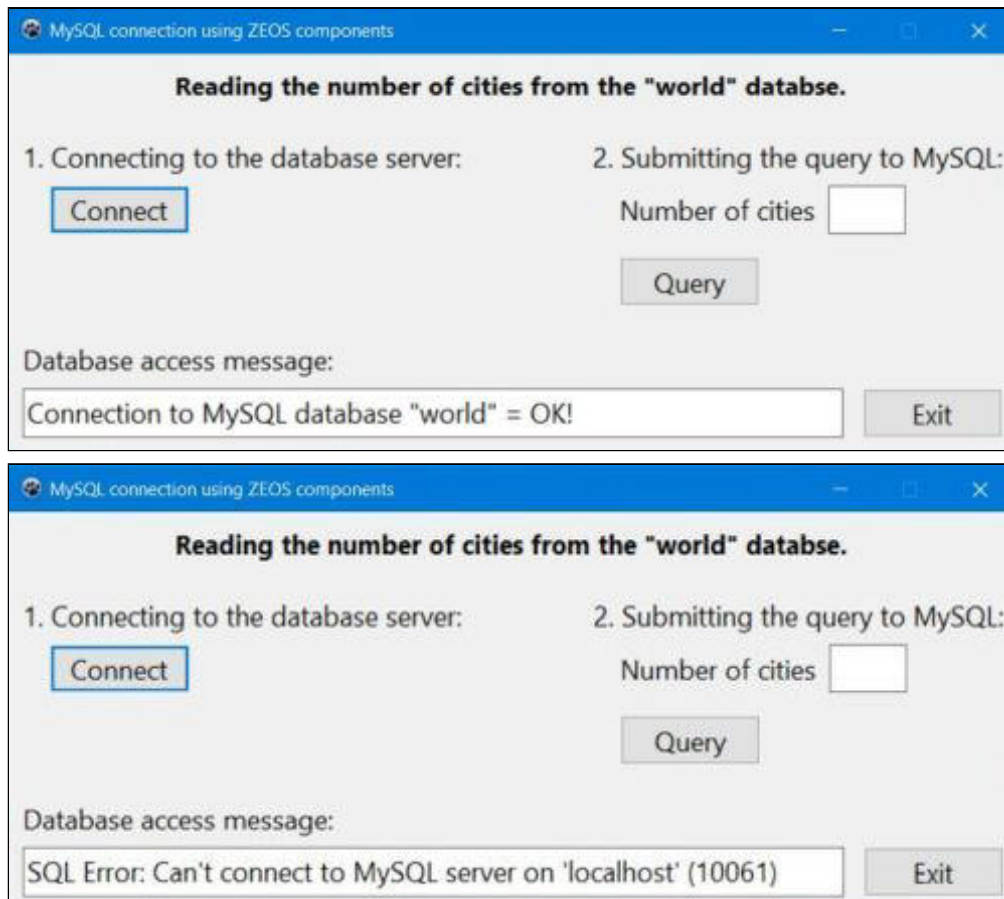 MySQL connection using ZEOS components
Reading the number of cities from the "world" databse.
1. Connecting to the database server:
2. Submitting the query to MySQL:
Connect
Number of cities
Query
Database access message:
Connection to MySQL database "world" = OK!
Exit
MySQL connection using ZEOS components
Reading the number of cities from the "world" databse.
1. Connecting to the database server:
2. Submitting the query to MySQL:
Connect
Number of cities
Query
Database access message:
SQL Error: Can't connect to MySQL server on 'localhost' (10061)
Exit